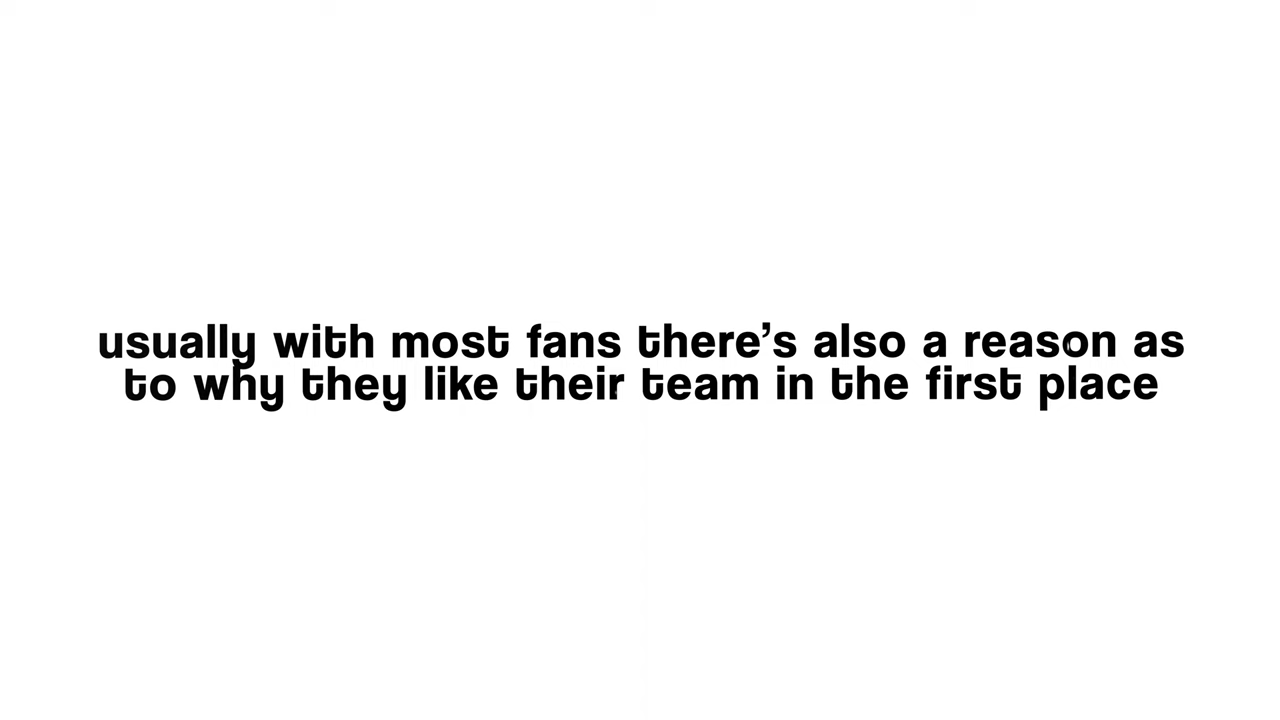 usually with most fans there's also a reason as
to why they like their team in the first place